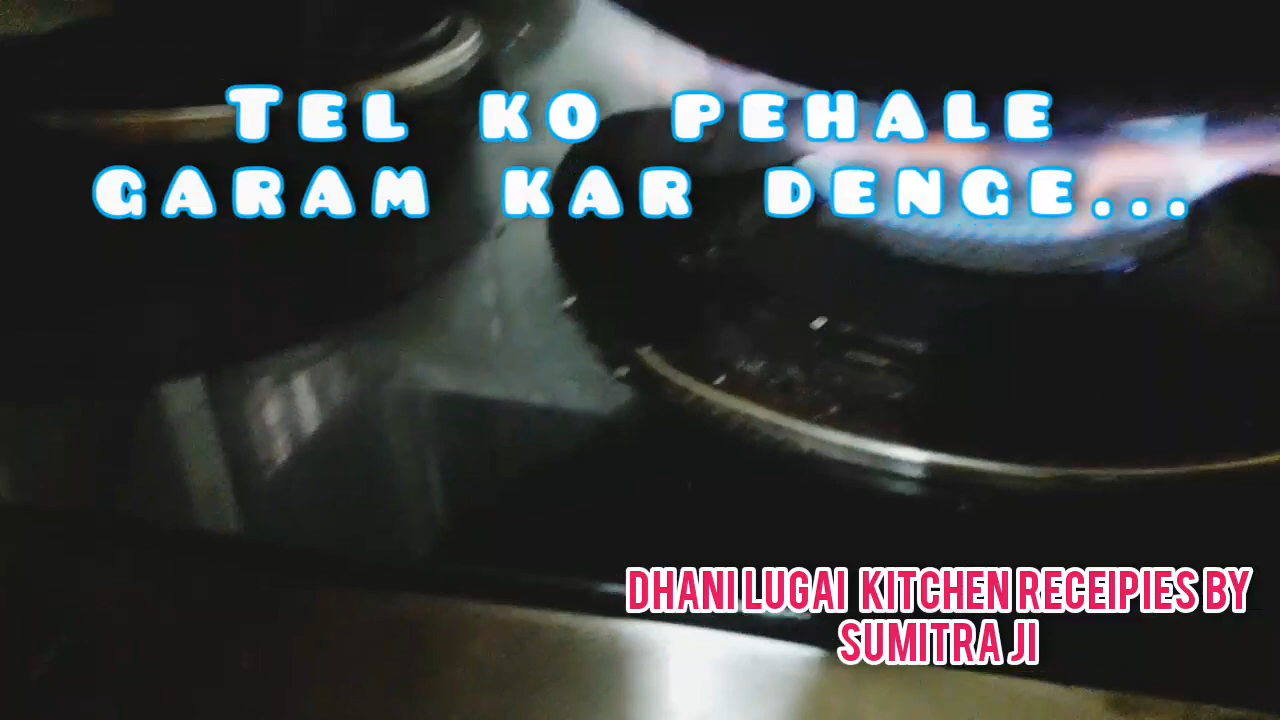 TEL KO PEHALE
GARAM KAR DENGE...
DHANI LUGAI KITCHEN RECEIPIES BY
SUMITRA JI